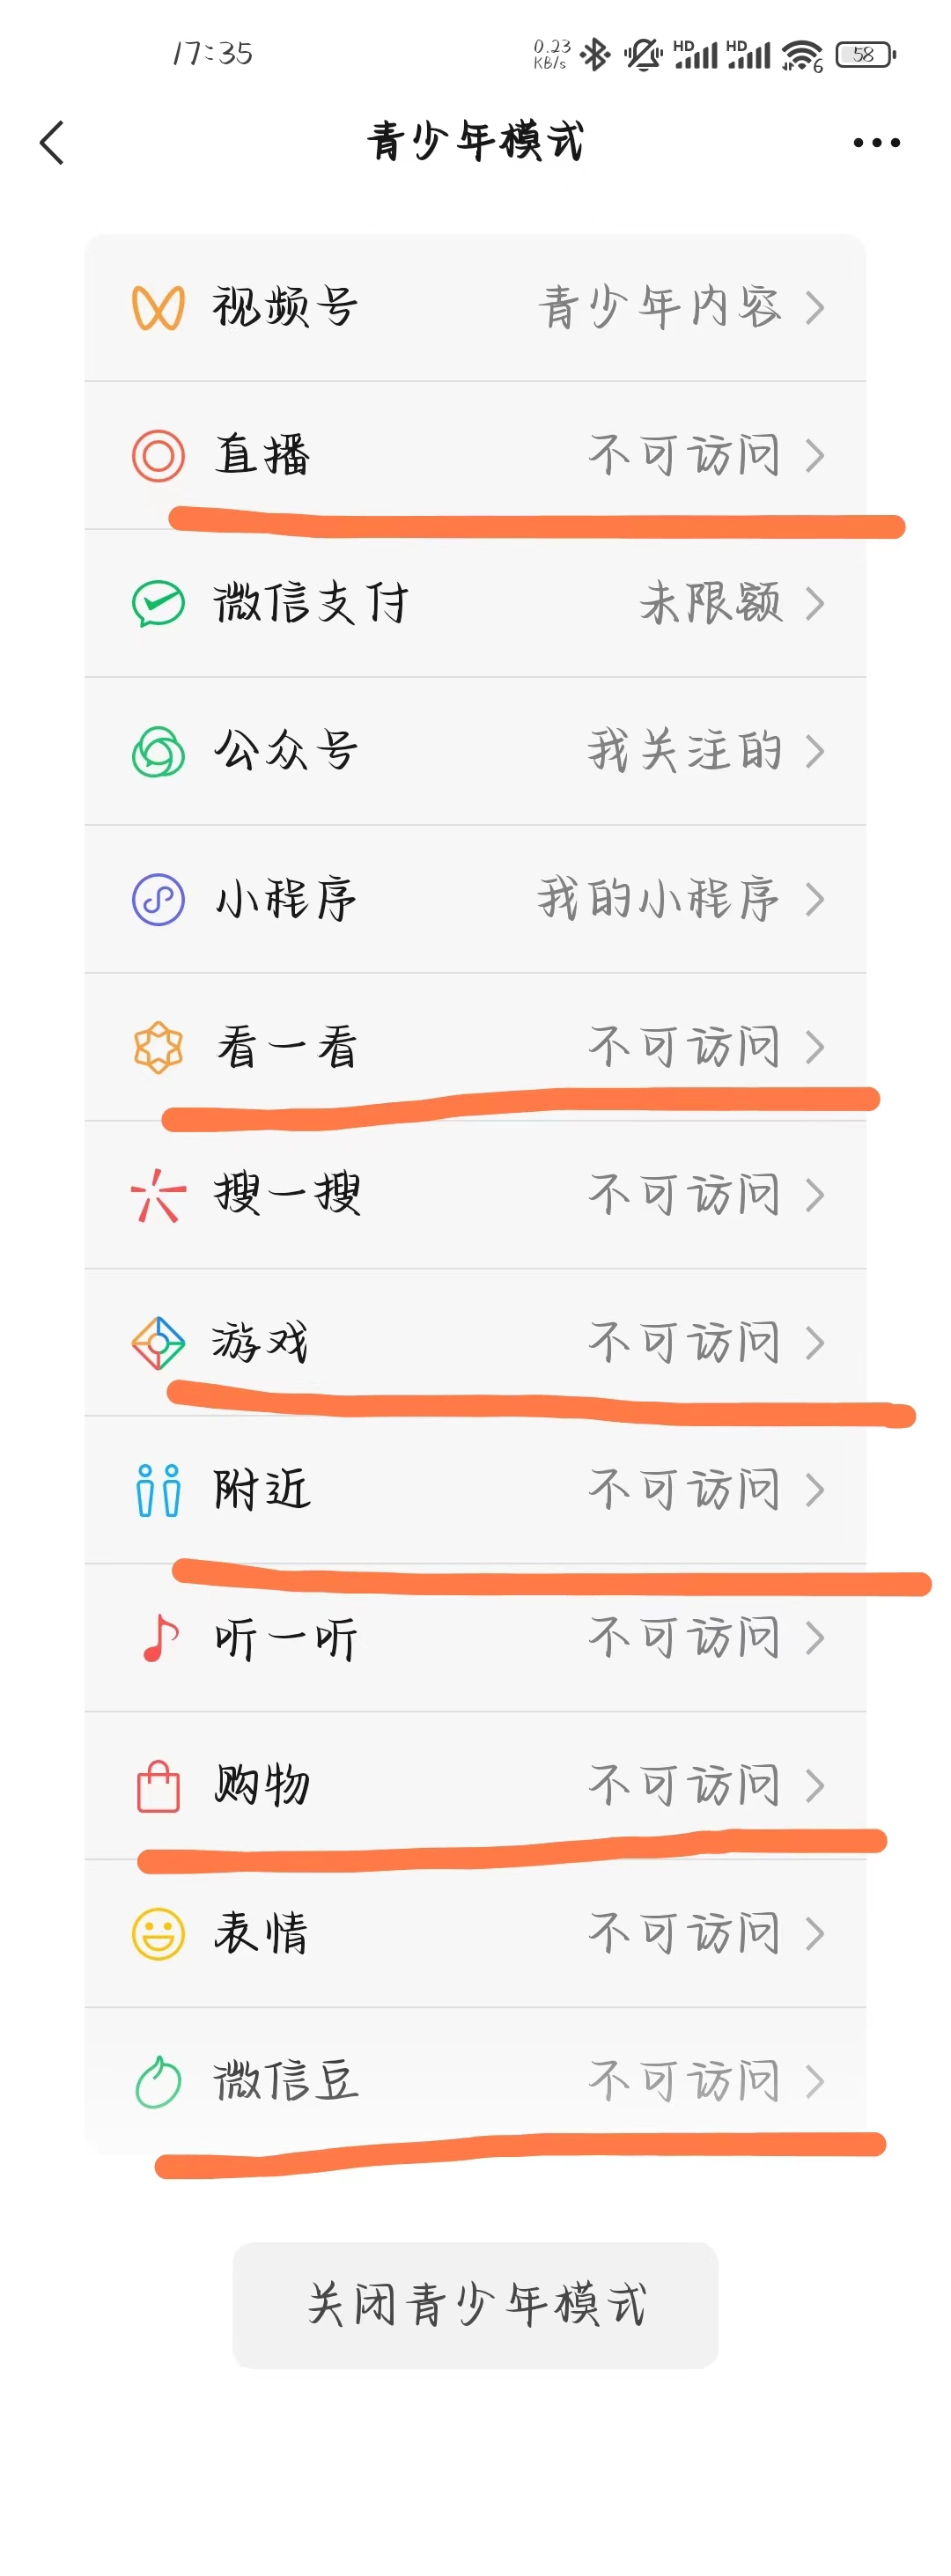 17:35 0.23 KB/s HD HD 6 58
青少年模式
视频号 青少年内容
直播 不可访问
微信支付 未限额
公众号 我关注的
小程序 我的小程序
看一看 不可访问
搜一搜 不可访问
游戏 不可访问
附近 不可访问
听一听 不可访问
购物 不可访问
表情 不可访问
微信豆 不可访问
关闭青少年模式